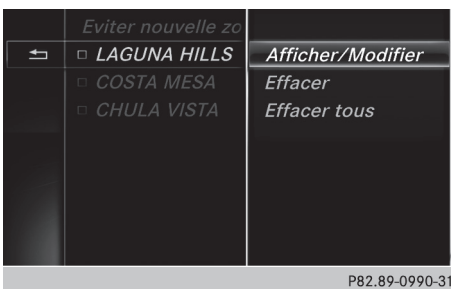 Eviter nouvelle zo
LAGUNA HILLS
COSTA MESA
CHULA VISTA
Afficher/Modifier
Effacer
Effacer tous
P82.89-0990-31